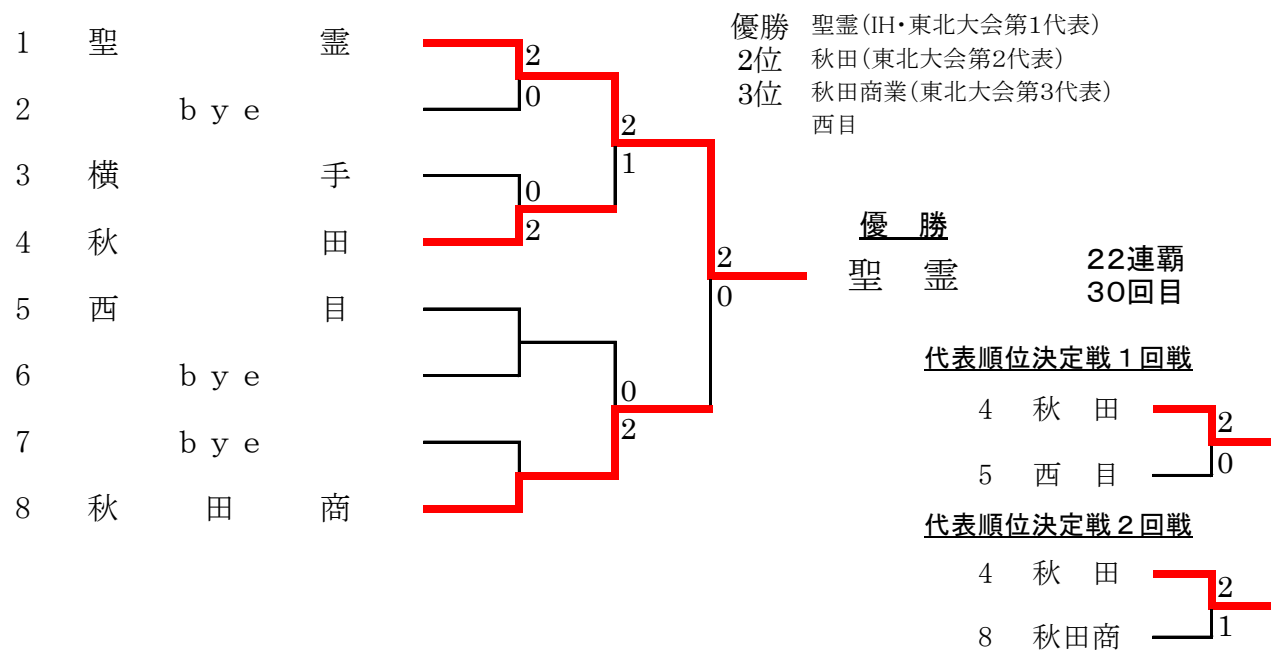 1 聖 霊
2 ｂｙｅ
3 横 手
4 秋 田
5 西 目
6 ｂｙｅ
7 ｂｙｅ
8 秋 田 商
2
0
0
2
2
1
0
2
2
0
優勝 聖霊(IH・東北大会第1代表)
2位 秋田(東北大会第2代表)
3位 秋田商業(東北大会第3代表)
西目
優 勝
聖 霊
22連覇
30回目
代表順位決定戦１回戦
4 秋 田
2
0
5 西 目
代表順位決定戦２回戦
4 秋 田
2
1
8 秋田商